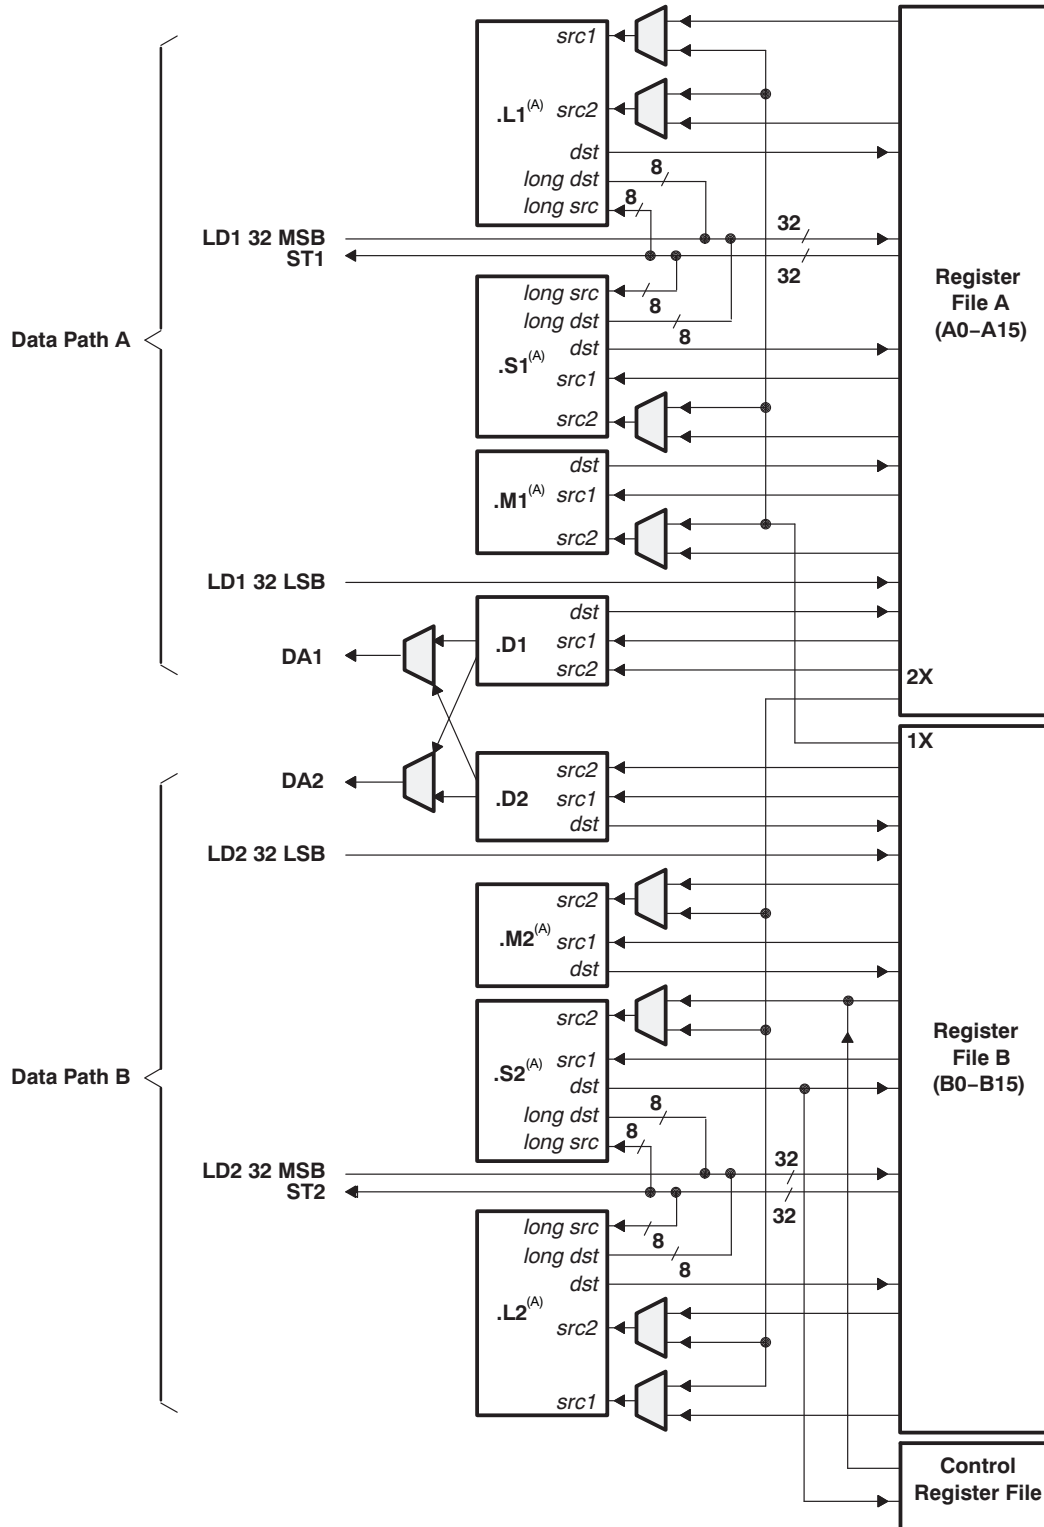 src1
.L1(A) src2
dst
long dst 8
long src 8
LD1 32 MSB 32
ST1 32
long src 8
long dst 8
dst
.S1(A)
src1
src2
Register
File A
(A0–A15)
Data Path A
dst
.M1(A) src1
src2
LD1 32 LSB
dst
.D1 src1
src2
DA1
2X
1X
DA2
src2
.D2 src1
dst
LD2 32 LSB
src2
.M2(A) src1
dst
src2
src1
.S2(A)
dst
long dst 8
long src 8
Register
File B
(B0–B15)
Data Path B
LD2 32 MSB 32
ST2 32
long src 8
long dst 8
dst
.L2(A)
src2
src1
Control
Register File